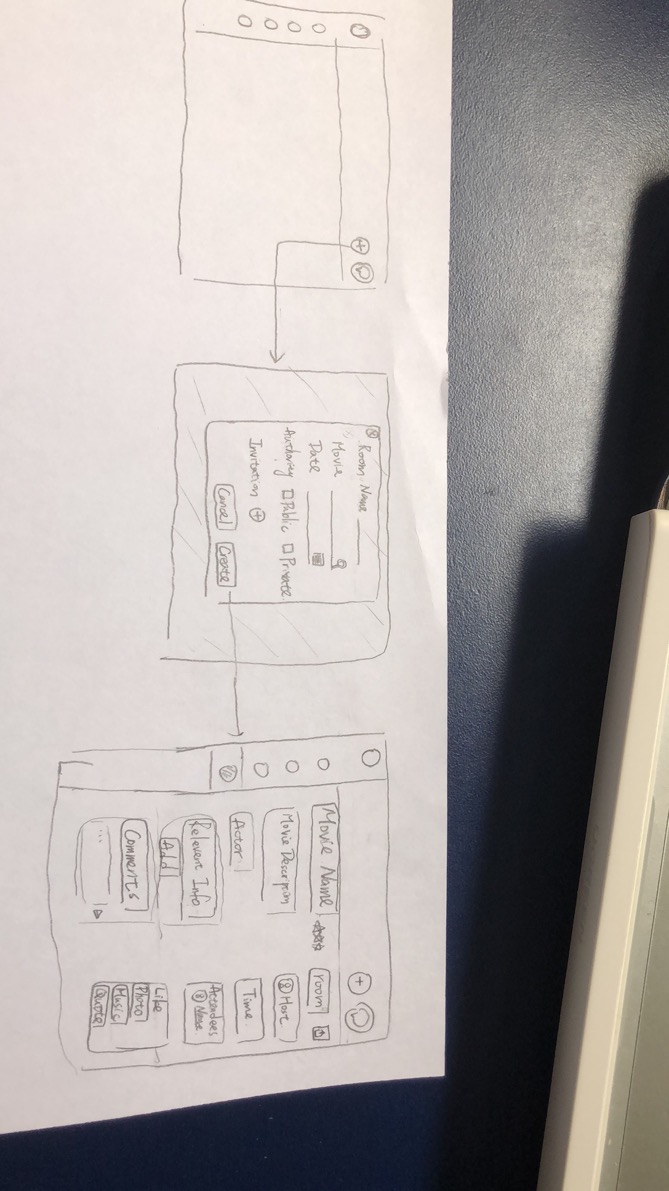 Room Name
Movie
Date
Authority Public Private
Invitation
Cancel Create
Movie Name
room
Movie Description
Host
Actor
Time
Relevent Info
Attendees
Name
Add
Like
Photo
Comments
Music
...
Quote